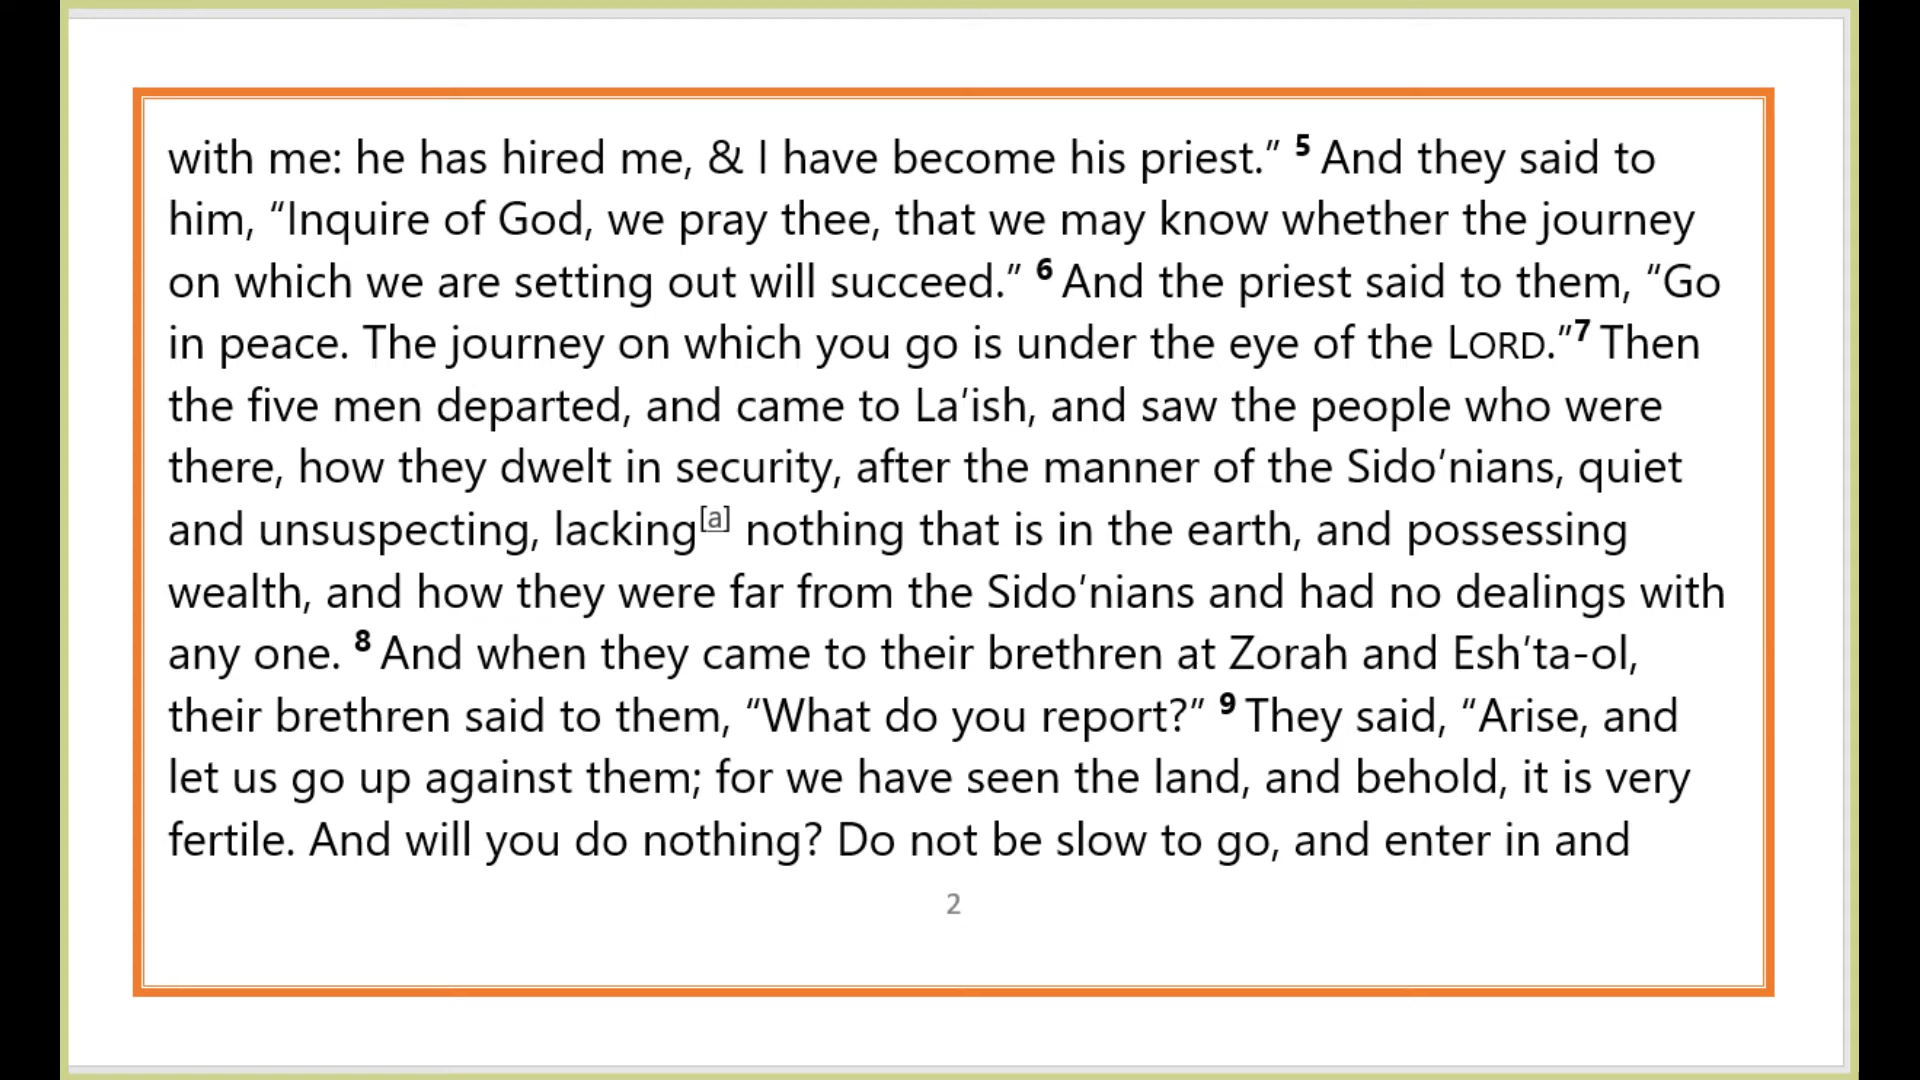 with me: he has hired me, & I have become his priest.” 5 And they said to
him, “Inquire of God, we pray thee, that we may know whether the journey
on which we are setting out will succeed.” 6 And the priest said to them, “Go
in peace. The journey on which you go is under the eye of the LORD.”7 Then
the five men departed, and came to La′ish, and saw the people who were
there, how they dwelt in security, after the manner of the Sido′nians, quiet
and unsuspecting, lacking[a] nothing that is in the earth, and possessing
wealth, and how they were far from the Sido′nians and had no dealings with
any one. 8 And when they came to their brethren at Zorah and Esh′ta-ol,
their brethren said to them, “What do you report?” 9 They said, “Arise, and
let us go up against them; for we have seen the land, and behold, it is very
fertile. And will you do nothing? Do not be slow to go, and enter in and
2